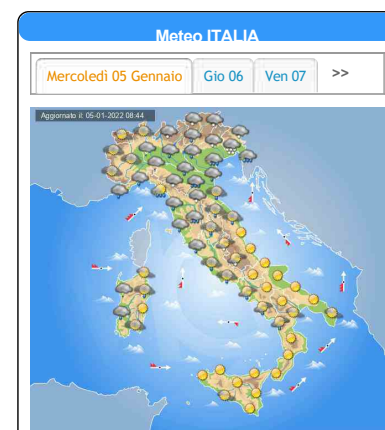 Meteo ITALIA
Mercoledì 05 Gennaio Gio 06 Ven 07 >>
Aggiornato il: 05-01-2022 08:44